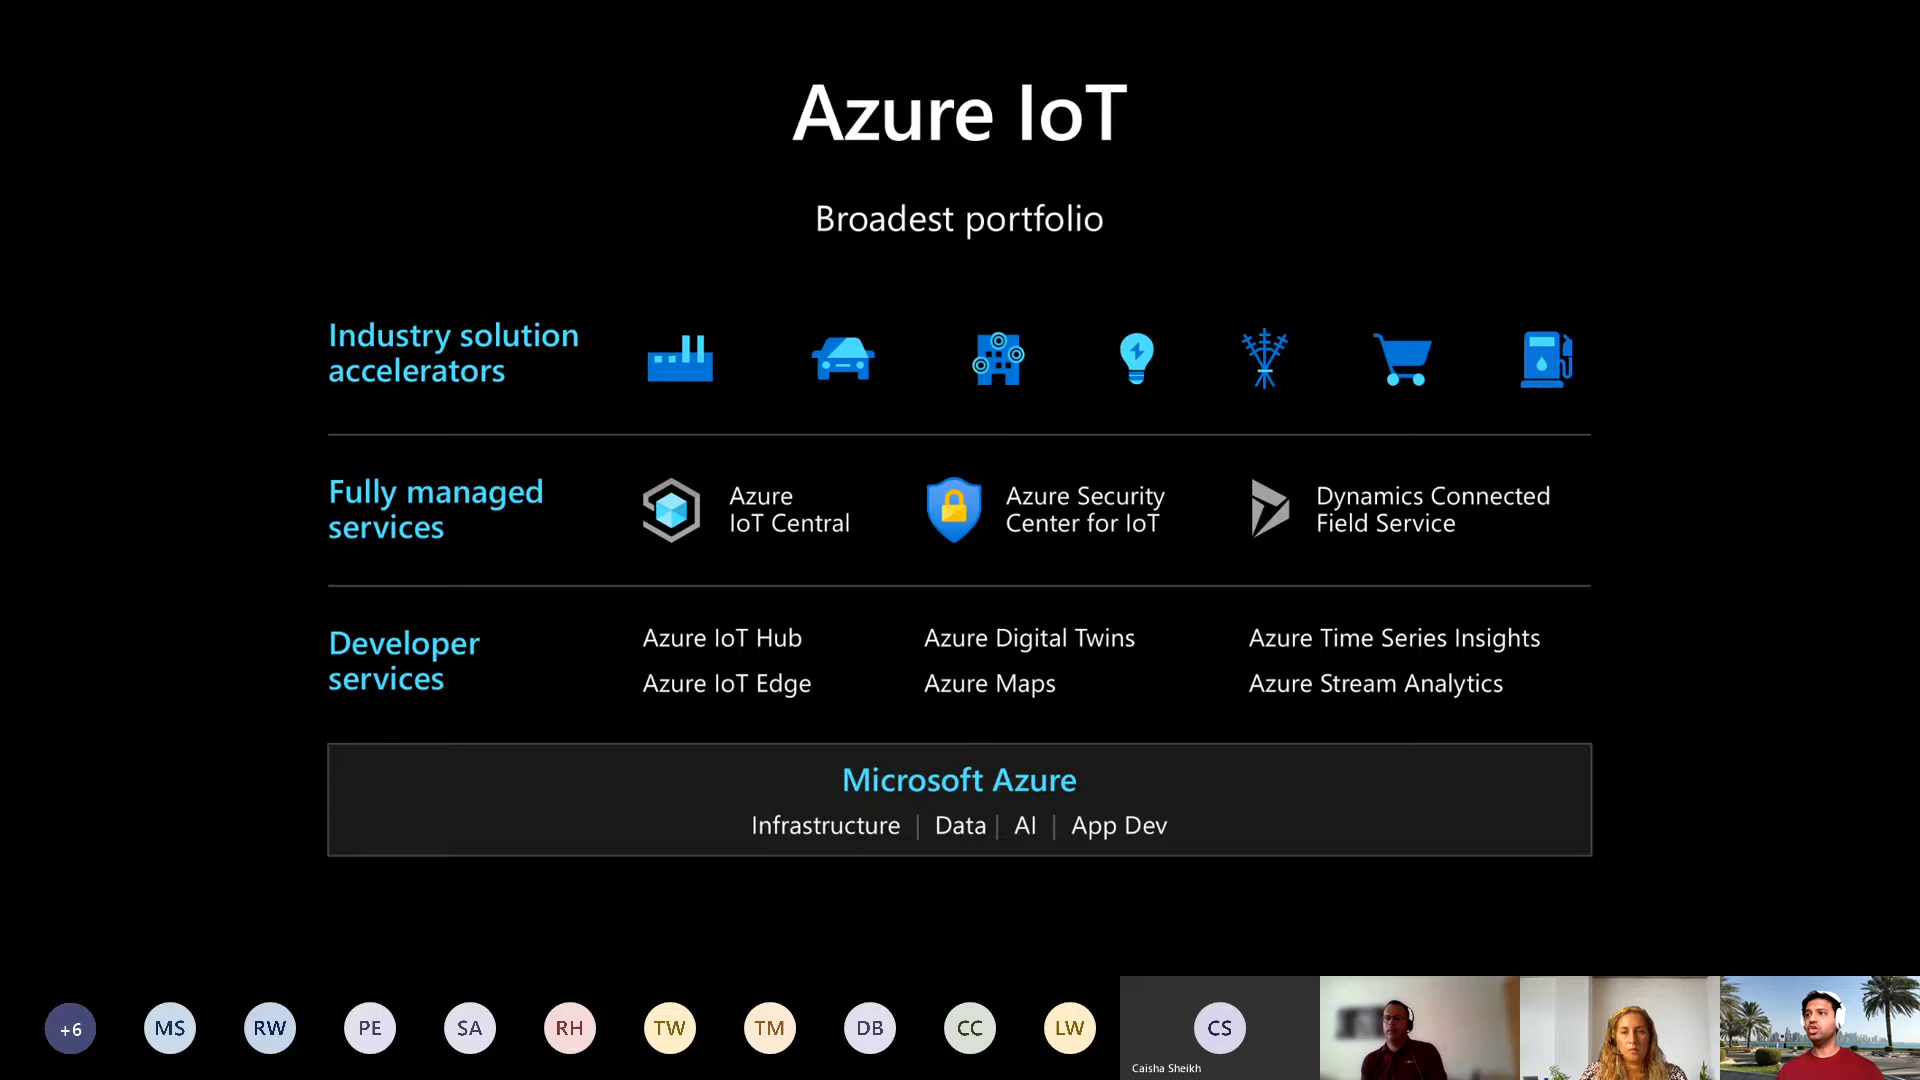 Azure IoT
Broadest portfolio
Industry solution
accelerators
Fully managed
services
Azure
IoT Central
Azure Security
Center for IoT
Dynamics Connected
Field Service
Developer
services
Azure IoT Hub
Azure Digital Twins
Azure Time Series Insights
Azure IoT Edge
Azure Maps
Azure Stream Analytics
Microsoft Azure
Infrastructure | Data | AI | App Dev
+6
MS
RW
PE
SA
RH
TW
TM
DB
CC
LW
CS
Caisha Sheikh